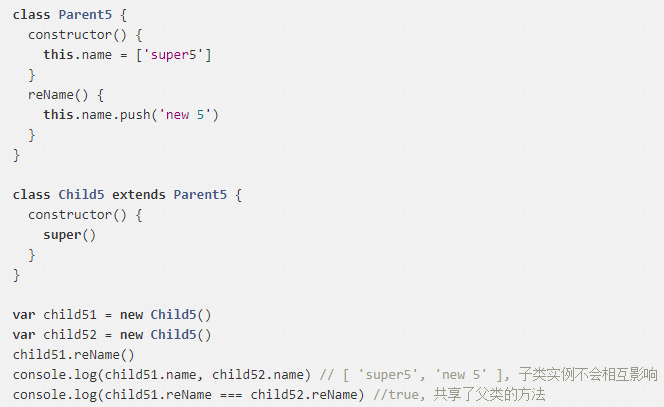 class Parent5 {
  constructor() {
    this.name = ['super5']
  }
  reName() {
    this.name.push('new 5')
  }
}

class Child5 extends Parent5 {
  constructor() {
    super()
  }
}

var child51 = new Child5()
var child52 = new Child5()
child51.reName()
console.log(child51.name, child52.name) // [ 'super5', 'new 5' ], 子类实例不会相互影响
console.log(child51.reName === child52.reName) //true, 共享了父类的方法